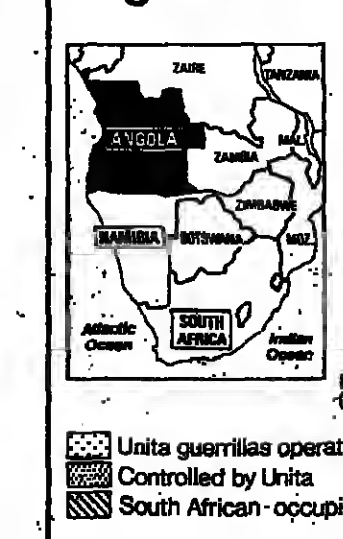 ZAIRE
TANZANIA
ANGOLA
MAL.
ZAMBIA
ZIMBABWE
NAMIBIA
BOTSWANA
MOZ.
Atlantic
Ocean
SOUTH
AFRICA
Indian
Ocean
Unita guerrillas operat
Controlled by Unita
South African-occupi